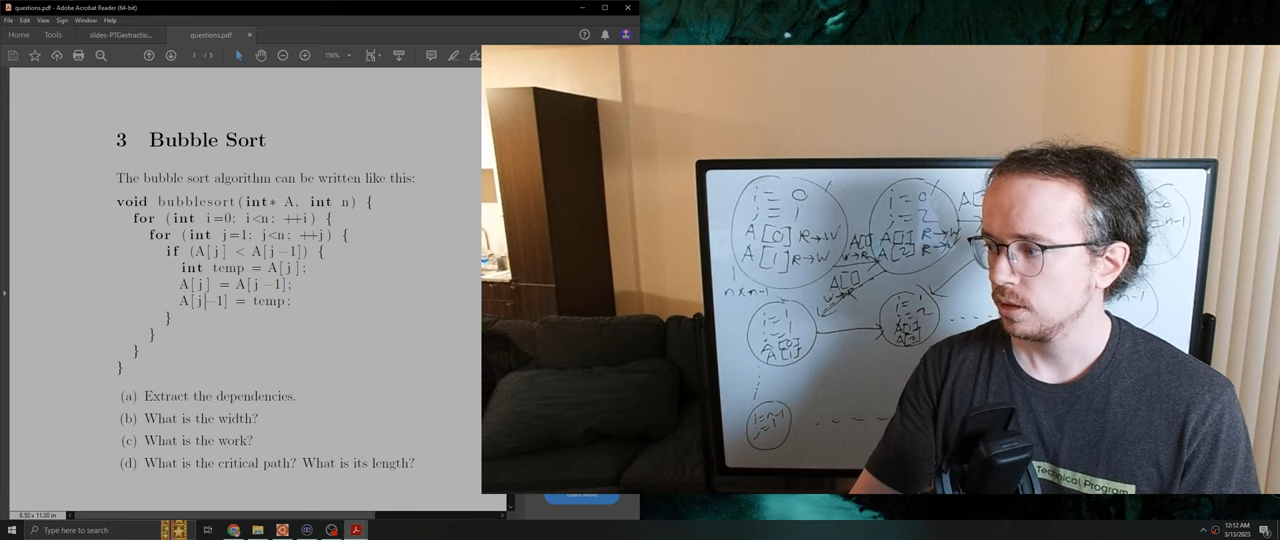 questions.pdf - Adobe Acrobat Reader (64-bit)
File Edit View Sign Window Help
Home Tools slides-PTGextractio... questions.pdf ×
3 / 5 150%
3 Bubble Sort
The bubble sort algorithm can be written like this:
void bubblesort(int* A, int n) {
for (int i=0; i<n; ++i) {
for (int j=1; j<n; ++j) {
if (A[j] < A[j-1]) {
int temp = A[j];
A[j] = A[j-1];
A[j-1] = temp;
}
}
}
}
(a) Extract the dependencies.
(b) What is the width?
(c) What is the work?
(d) What is the critical path? What is its length?
8.50 x 11.00 in
Learn More
i = 0
j = 1
A[0] R→W
A[1] R→W
i = 0
j = 2
A[1] R→W
A[2] R→W
A[1]
W→R
A[
n x n-1
i = 1
j = 1
A[0]
A[1]
i = 1
j = 2
A[1]
A[2]
i=n-1
j=1
Technical Program
Type here to search
12:12 AM
3/13/2023